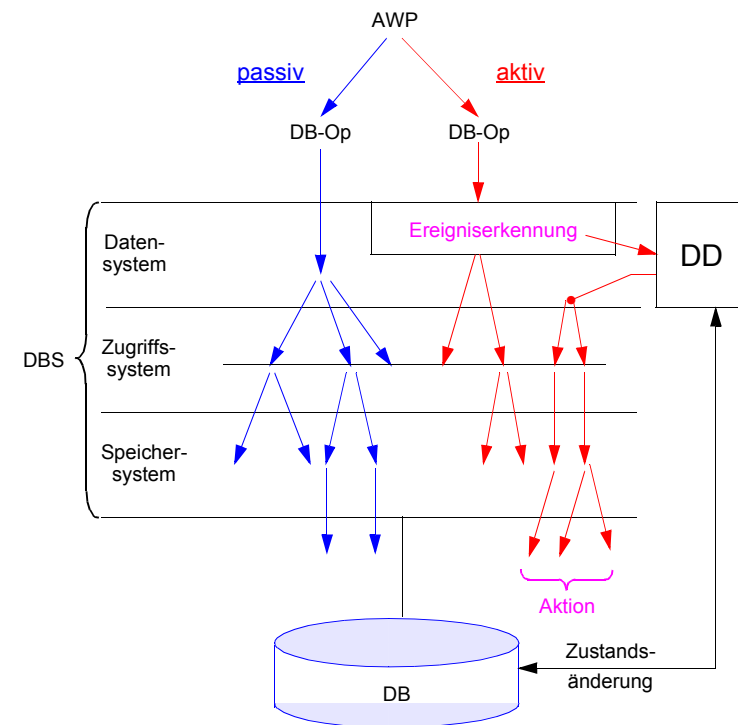 AWP
passiv
aktiv
DB-Op
DB-Op
Ereigniserkennung
DD
Daten-
system
DBS
Zugriffs-
system
Speicher-
system
Aktion
Zustands-
änderung
DB